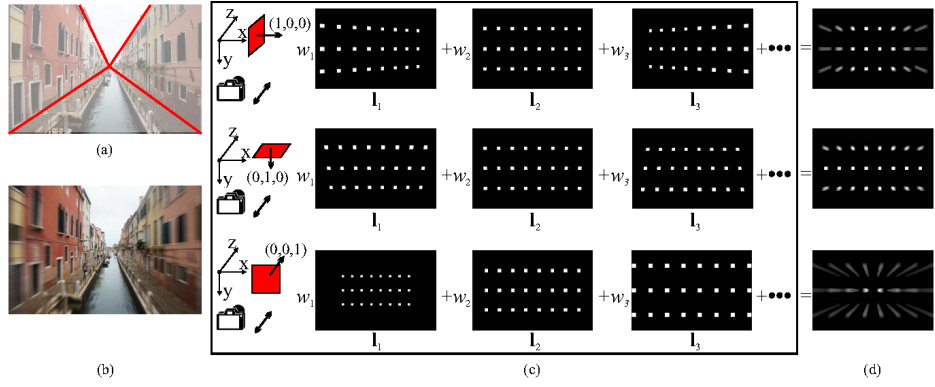 z
x
y
(1,0,0)
w1 + w2 + w3 + ••• =
l1 l2 l3
(a)
z
x
y
(0,1,0)
w1 + w2 + w3 + ••• =
l1 l2 l3
z
x
y
(0,0,1)
w1 + w2 + w3 + ••• =
l1 l2 l3
(b) (c) (d)